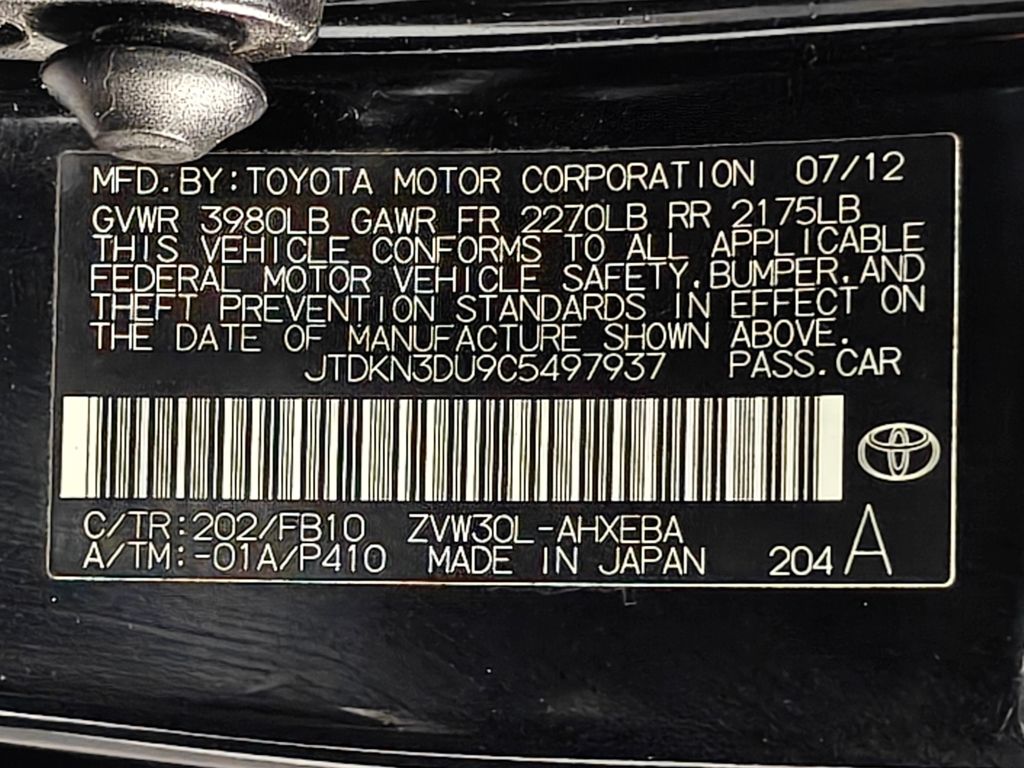 MFD. BY: TOYOTA MOTOR CORPORATION 07/12
GVWR 3980LB GAWR FR 2270LB RR 2175LB
THIS VEHICLE CONFORMS TO ALL APPLICABLE
FEDERAL MOTOR VEHICLE SAFETY, BUMPER, AND
THEFT PREVENTION STANDARDS IN EFFECT ON
THE DATE OF MANUFACTURE SHOWN ABOVE.
JTDKN3DU9C5497937 PASS. CAR
C/TR: 202/FB10 ZVW30L-AHXEBA
A/TM: -01A/P410 MADE IN JAPAN 204 A